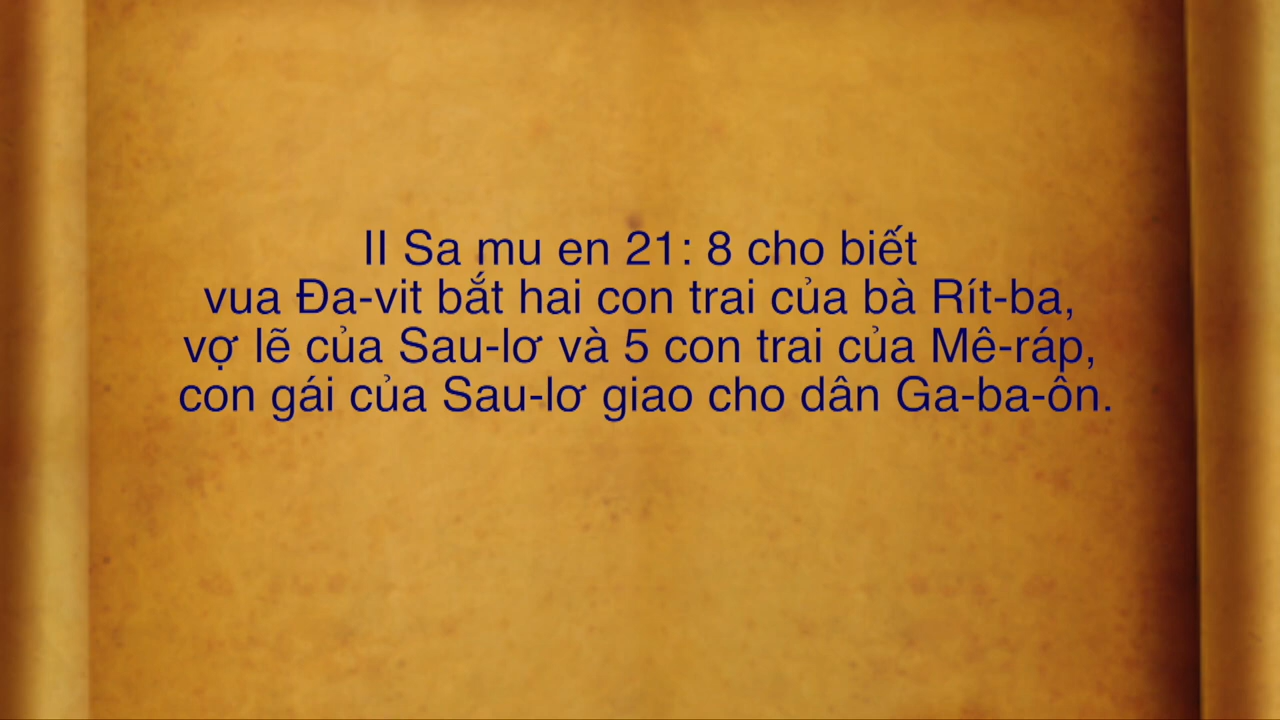 II Sa mu en 21: 8 cho biết
vua Đa-vit bắt hai con trai của bà Rít-ba,
vợ lẽ của Sau-lơ và 5 con trai của Mê-ráp,
con gái của Sau-lơ giao cho dân Ga-ba-ôn.